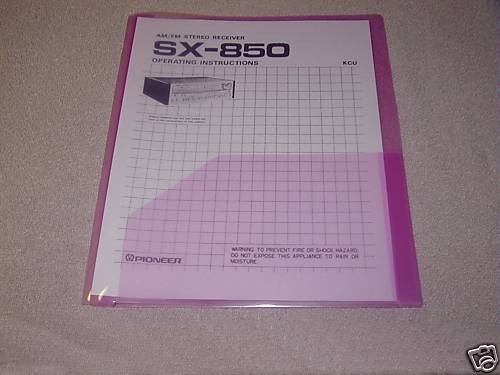 AM/FM STEREO RECEIVER
SX-850
OPERATING INSTRUCTIONS KCU
PIONEER
WARNING: TO PREVENT FIRE OR SHOCK HAZARD,
DO NOT EXPOSE THIS APPLIANCE TO RAIN OR
MOISTURE.